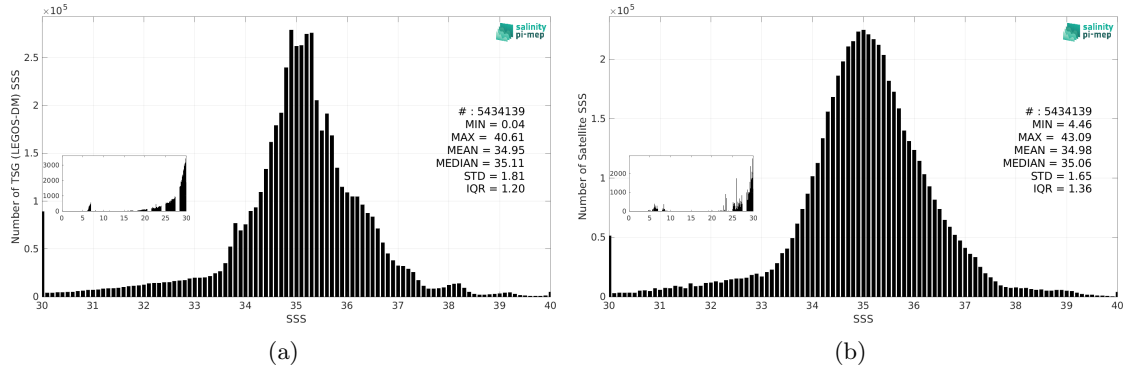 ×10⁵
salinity
pi-mep
2.5
2
1.5
1
0.5
0
Number of TSG (LEGOS-DM) SSS
# : 5434139
MIN = 0.04
MAX = 40.61
MEAN = 34.95
MEDIAN = 35.11
STD = 1.81
IQR = 1.20
3000
2000
1000
0
0 5 10 15 20 25 30
30 31 32 33 34 35 36 37 38 39 40
SSS
(a)
×10⁵
salinity
pi-mep
2
1.5
1
0.5
0
Number of Satellite SSS
# : 5434139
MIN = 4.46
MAX = 43.09
MEAN = 34.98
MEDIAN = 35.06
STD = 1.65
IQR = 1.36
2000
1000
0
0 5 10 15 20 25 30
30 31 32 33 34 35 36 37 38 39 40
SSS
(b)